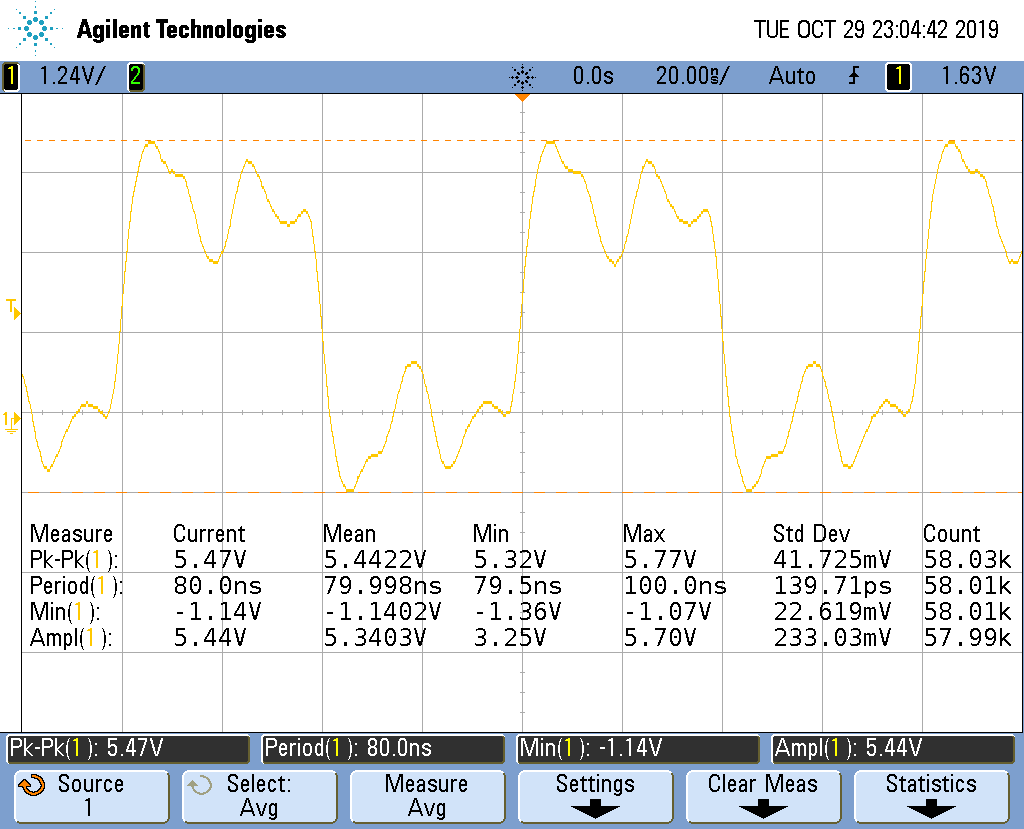 Agilent Technologies
TUE OCT 29 23:04:42 2019
1 1.24V/ 2 0.0s 20.00ns/ Auto 1 1.63V
T
1
Measure Current Mean Min Max Std Dev Count
Pk-Pk(1): 5.47V 5.4422V 5.32V 5.77V 41.725mV 58.03k
Period(1): 80.0ns 79.998ns 79.5ns 100.0ns 139.71ps 58.01k
Min(1): -1.14V -1.1402V -1.36V -1.07V 22.619mV 58.01k
Ampl(1): 5.44V 5.3403V 3.25V 5.70V 233.03mV 57.99k
Pk-Pk(1): 5.47V Period(1): 80.0ns Min(1): -1.14V Ampl(1): 5.44V
Source Select: Measure Settings Clear Meas Statistics
1 Avg Avg